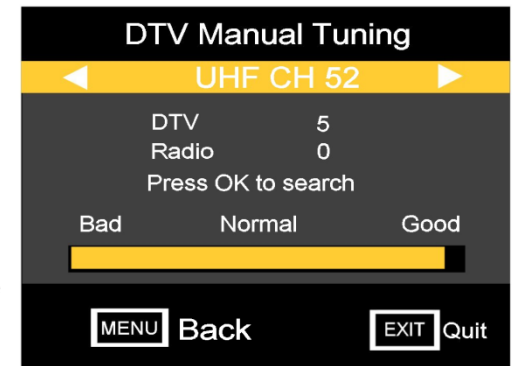 DTV Manual Tuning
UHF CH 52
DTV 5
Radio 0
Press OK to search
Bad Normal Good
MENU Back EXIT Quit